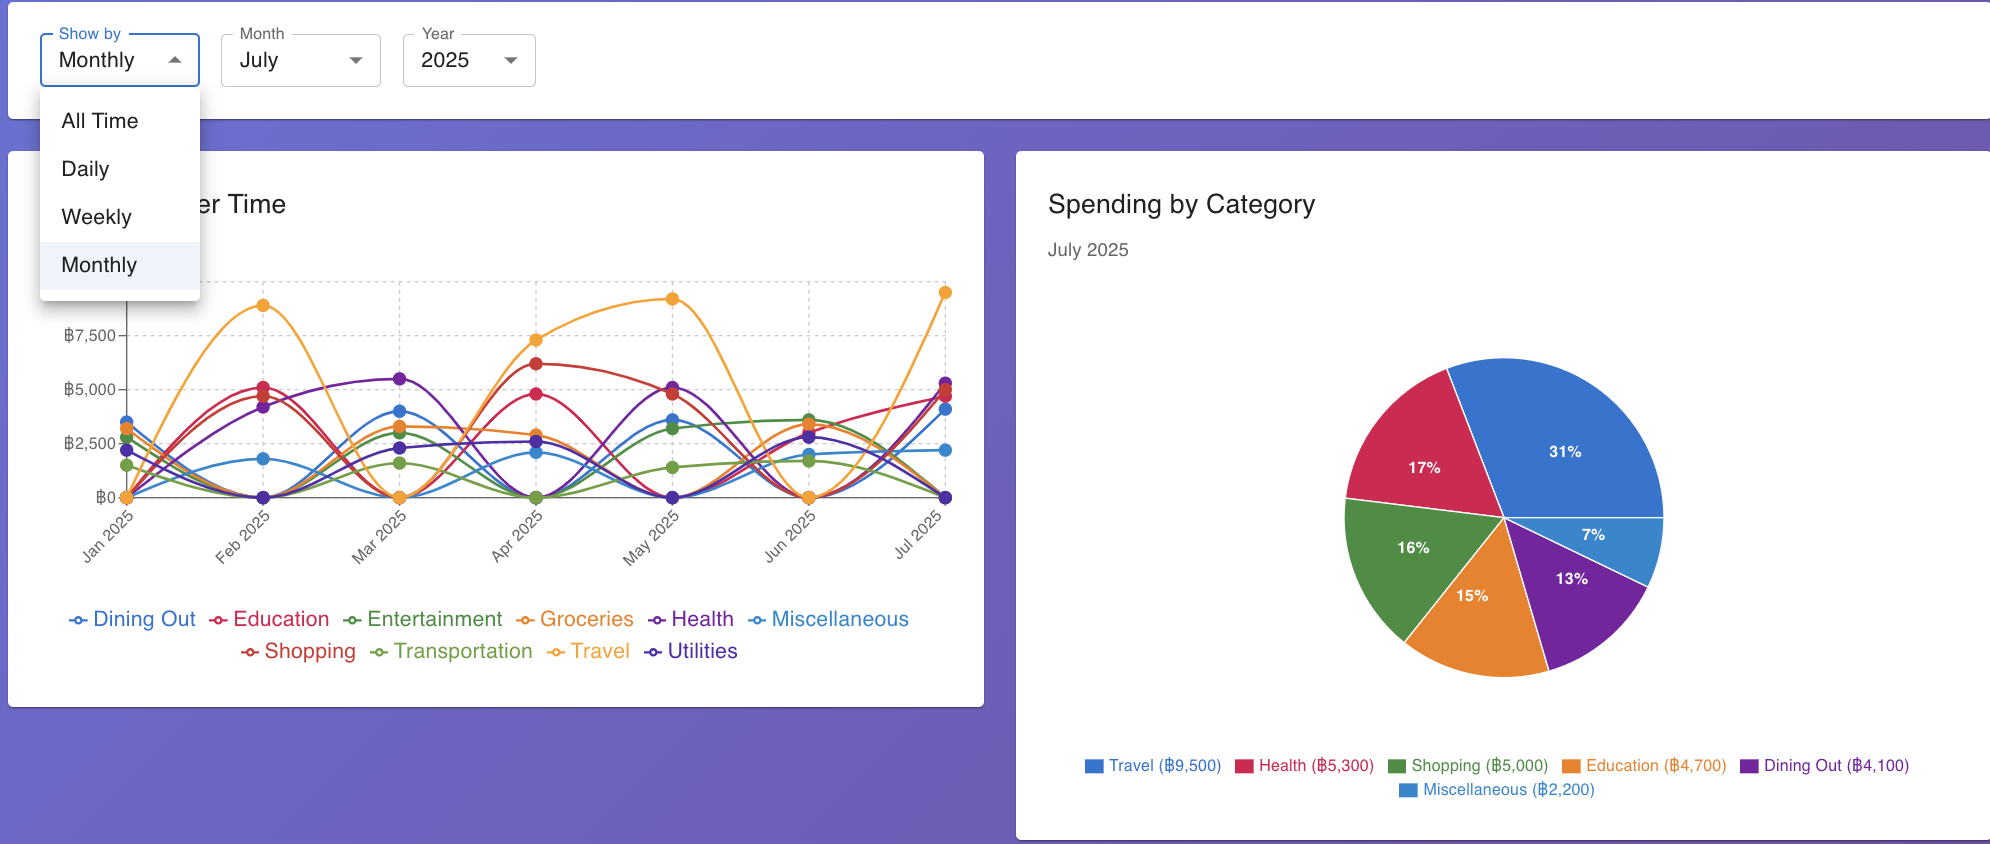 Show by
Monthly
Month
July
Year
2025
All Time
Daily
Weekly
Monthly
er Time
฿7,500
฿5,000
฿2,500
฿0
Jan 2025
Feb 2025
Mar 2025
Apr 2025
May 2025
Jun 2025
Jul 2025
Dining Out Education Entertainment Groceries Health Miscellaneous
Shopping Transportation Travel Utilities
Spending by Category
July 2025
31%
17%
7%
16%
13%
15%
Travel (฿9,500) Health (฿5,300) Shopping (฿5,000) Education (฿4,700) Dining Out (฿4,100)
Miscellaneous (฿2,200)